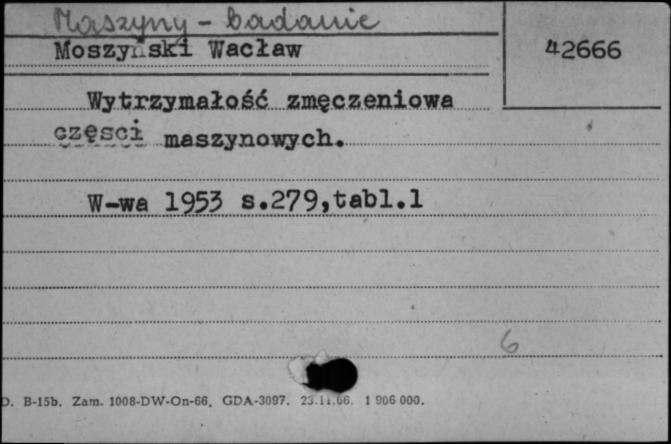 Maszyny - badanie
Moszyński Wacław
42666
Wytrzymałość zmęczeniowa
części maszynowych.
W-wa 1953 s.279,tabl.1
6
D. B-15b. Zam. 1008-DW-On-66. GDA-3097. 23.11.66. 1 906 000.